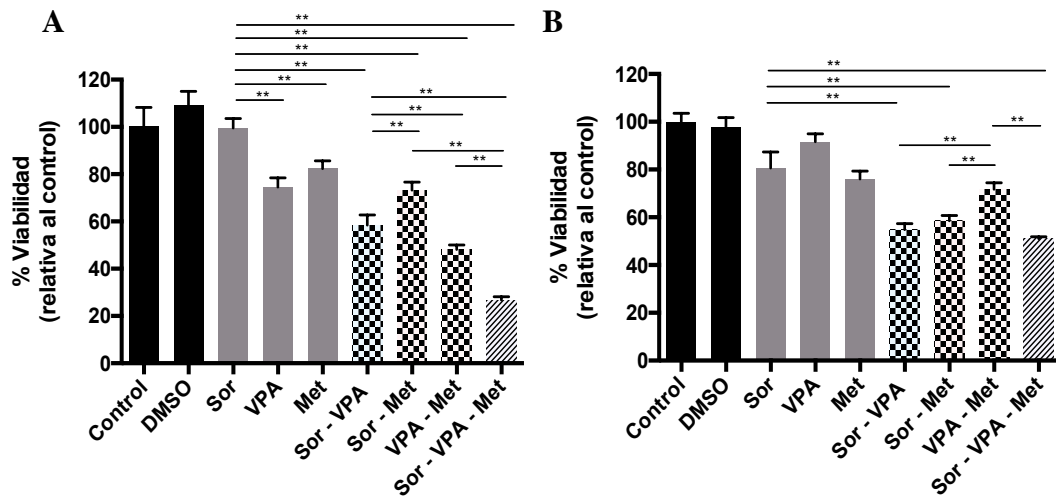 A
**
**
**
**
**
**
**
**
**
**
**
% Viabilidad
(relativa al control)
120
100
80
60
40
20
0
Control
DMSO
Sor
VPA
Met
Sor - VPA
Sor - Met
VPA - Met
Sor - VPA - Met
B
**
**
**
**
**
**
% Viabilidad
(relativa al control)
120
100
80
60
40
20
0
Control
DMSO
Sor
VPA
Met
Sor - VPA
Sor - Met
VPA - Met
Sor - VPA - Met